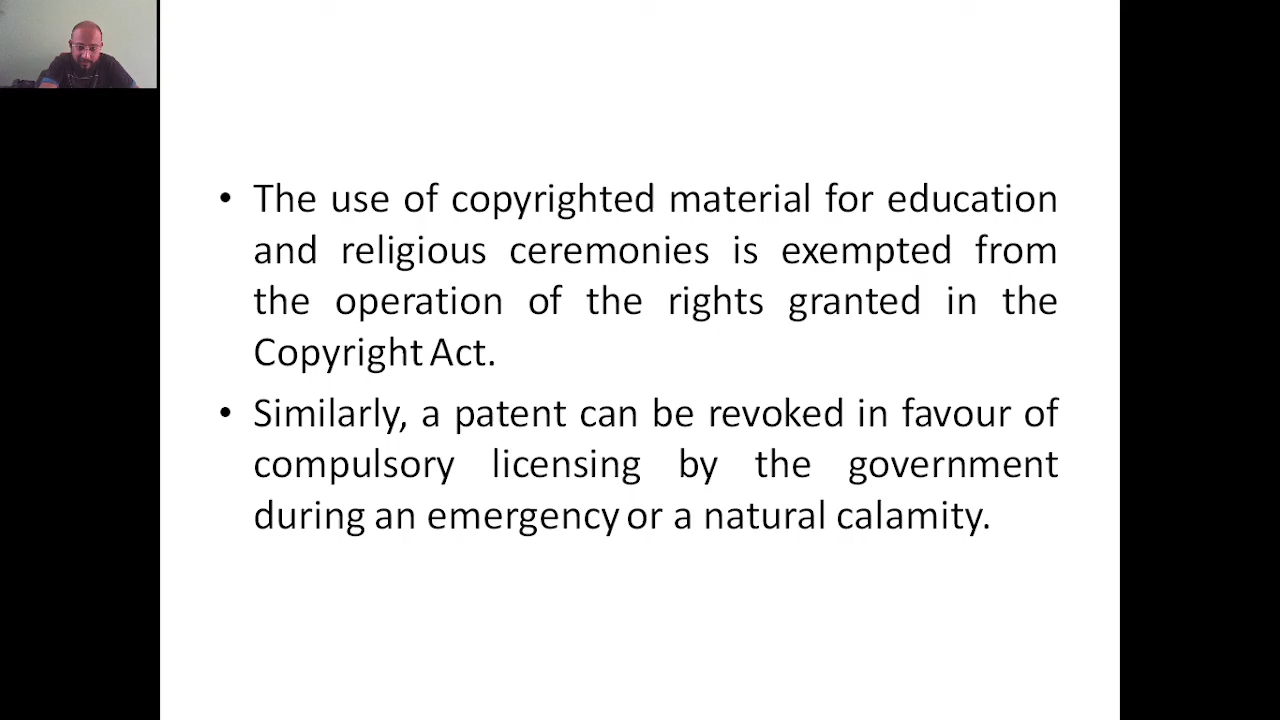 • The use of copyrighted material for education
and religious ceremonies is exempted from
the operation of the rights granted in the
Copyright Act.
• Similarly, a patent can be revoked in favour of
compulsory licensing by the government
during an emergency or a natural calamity.